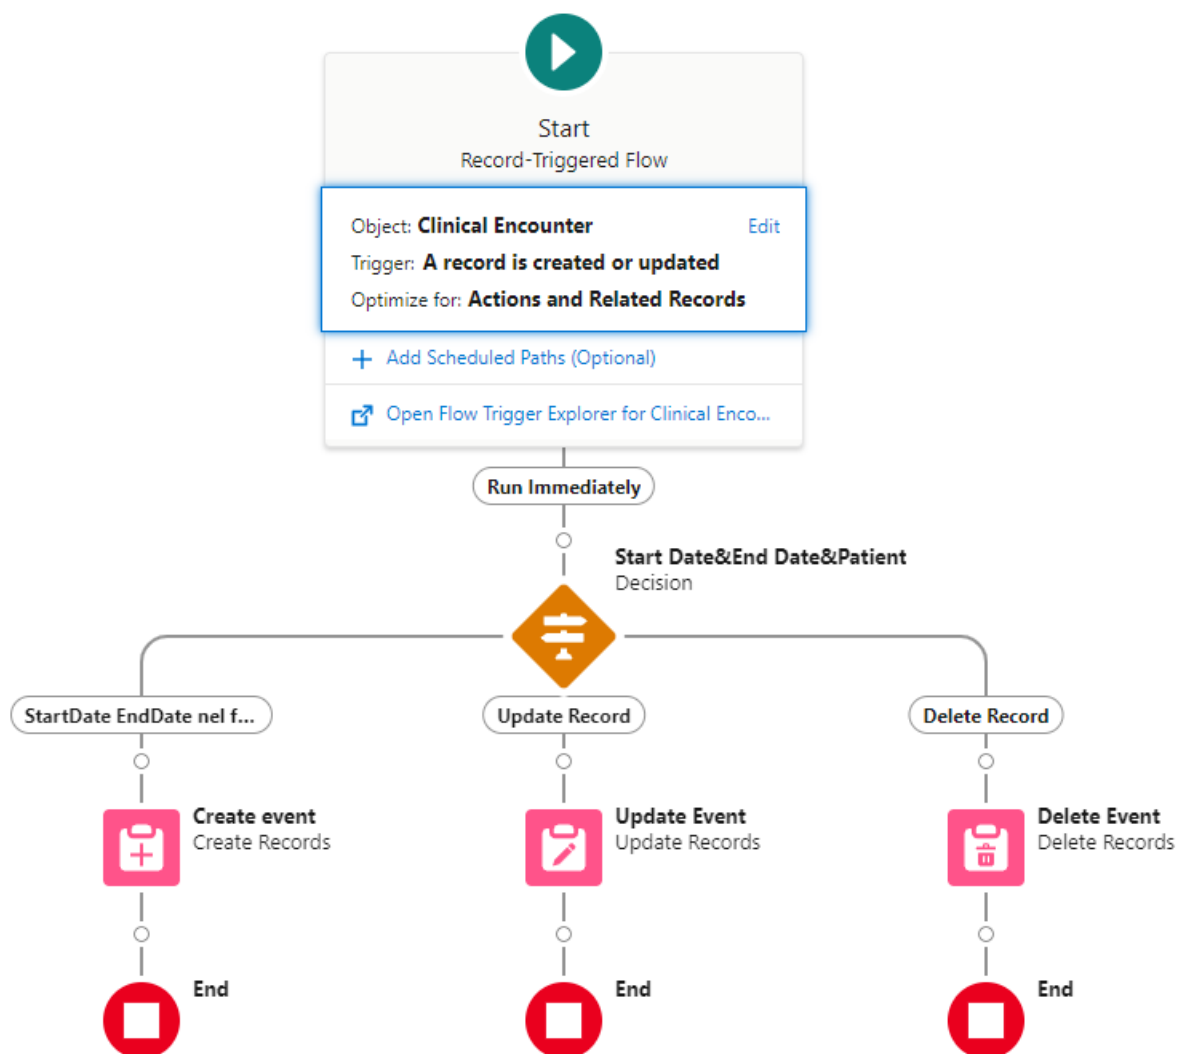 Start
Record-Triggered Flow
Object: Clinical Encounter
Edit
Trigger: A record is created or updated
Optimize for: Actions and Related Records
+ Add Scheduled Paths (Optional)
Open Flow Trigger Explorer for Clinical Enco...
Run Immediately
Start Date&End Date&Patient
Decision
StartDate EndDate nel f...
Update Record
Delete Record
Create event
Create Records
Update Event
Update Records
Delete Event
Delete Records
End
End
End